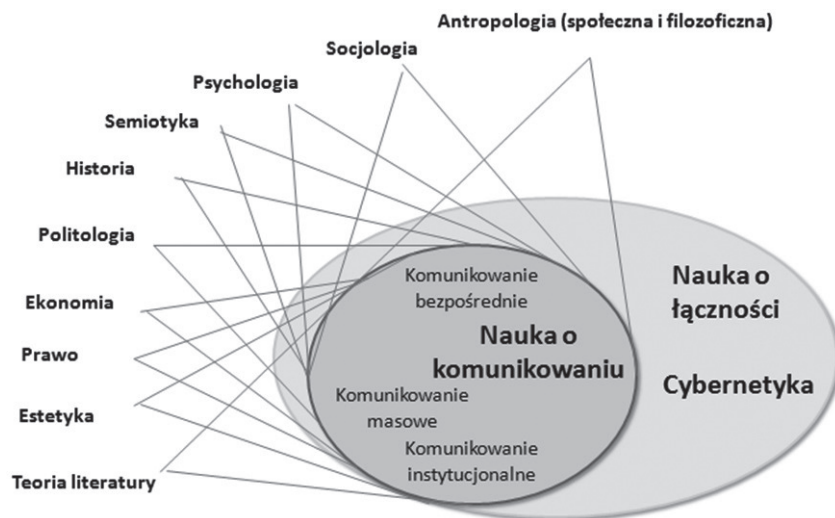 Antropologia (społeczna i filozoficzna)
Socjologia
Psychologia
Semiotyka
Historia
Politologia
Ekonomia
Prawo
Estetyka
Teoria literatury
Komunikowanie
bezpośrednie
Nauka o
komunikowaniu
Komunikowanie
masowe
Komunikowanie
instytucjonalne
Nauka o
łączności
Cybernetyka